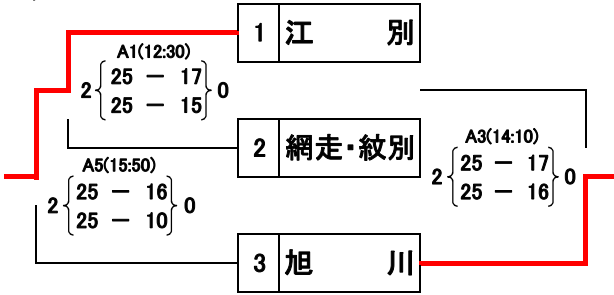 1 江 別
A1(12:30)
2 25 － 17 0
25 － 15
2 網走・紋別
A3(14:10)
2 25 － 17 0
25 － 16
A5(15:50)
2 25 － 16 0
25 － 10
3 旭 川